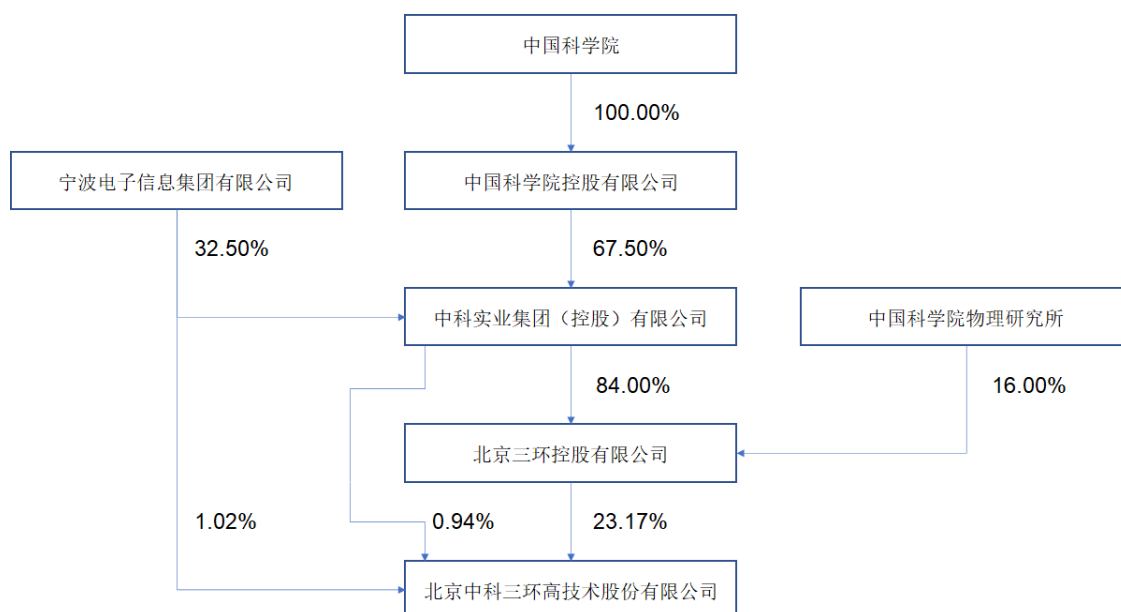 中国科学院
100.00%
宁波电子信息集团有限公司
中国科学院控股有限公司
32.50%
67.50%
中科实业集团（控股）有限公司
中国科学院物理研究所
84.00%
16.00%
北京三环控股有限公司
1.02%
0.94%
23.17%
北京中科三环高技术股份有限公司